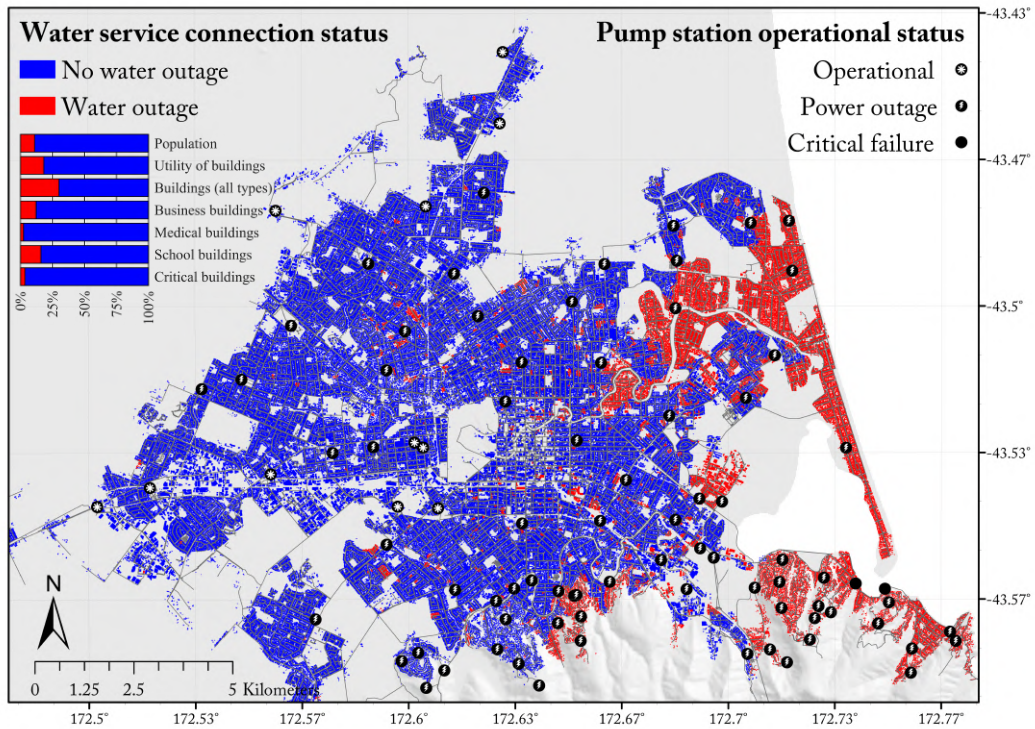 Water service connection status
No water outage
Water outage
Population
Utility of buildings
Buildings (all types)
Business buildings
Medical buildings
School buildings
Critical buildings
0%
25%
50%
75%
100%
Pump station operational status
Operational
Power outage
Critical failure
-43.43°
-43.47°
-43.5°
-43.53°
-43.57°
N
0 1.25 2.5 5 Kilometers
172.5° 172.53° 172.57° 172.6° 172.63° 172.67° 172.7° 172.73° 172.77°